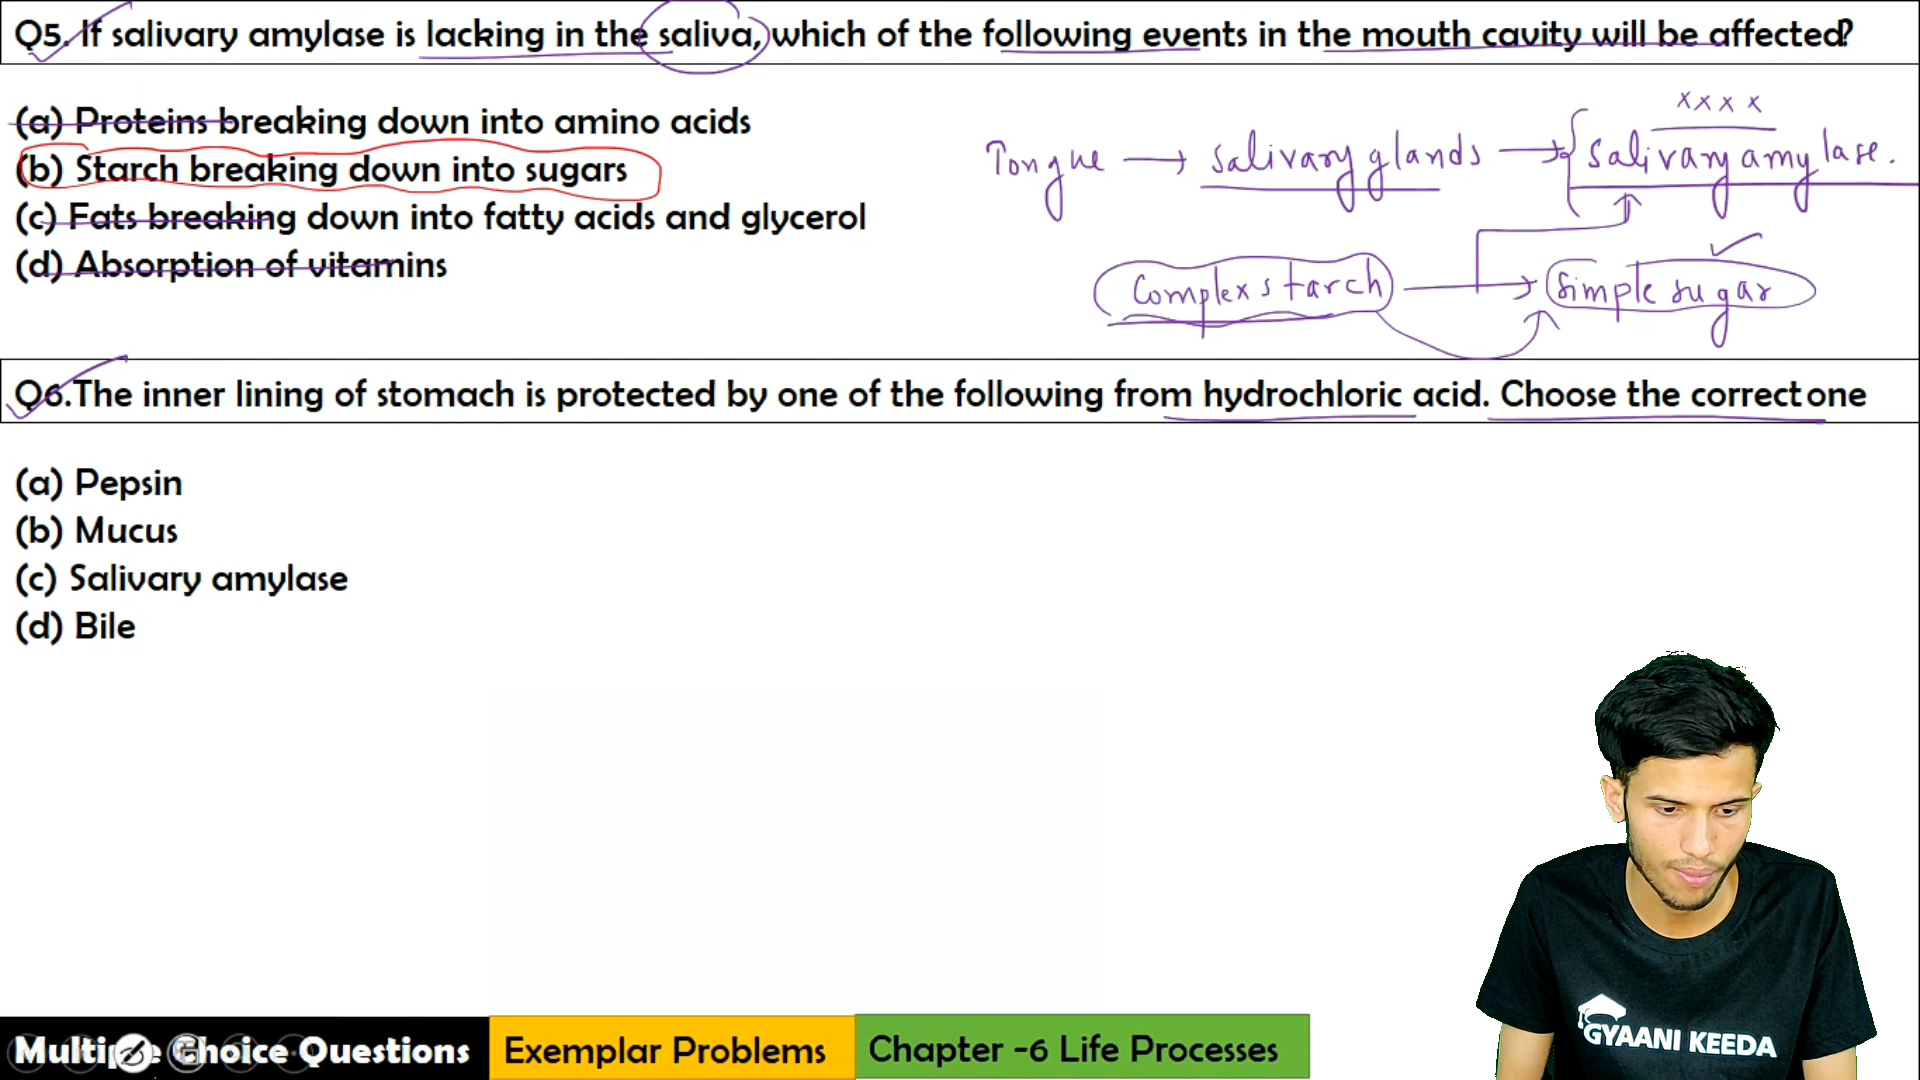 Q5. If salivary amylase is lacking in the saliva, which of the following events in the mouth cavity will be affected?
(a) Proteins breaking down into amino acids
(b) Starch breaking down into sugars
(c) Fats breaking down into fatty acids and glycerol
(d) Absorption of vitamins
x x x x
Tongue → salivary glands → { salivary amylase.
Complex starch → simple sugar
Q6.The inner lining of stomach is protected by one of the following from hydrochloric acid. Choose the correct one
(a) Pepsin
(b) Mucus
(c) Salivary amylase
(d) Bile
GYAANI KEEDA
Multiple Choice Questions Exemplar Problems Chapter -6 Life Processes